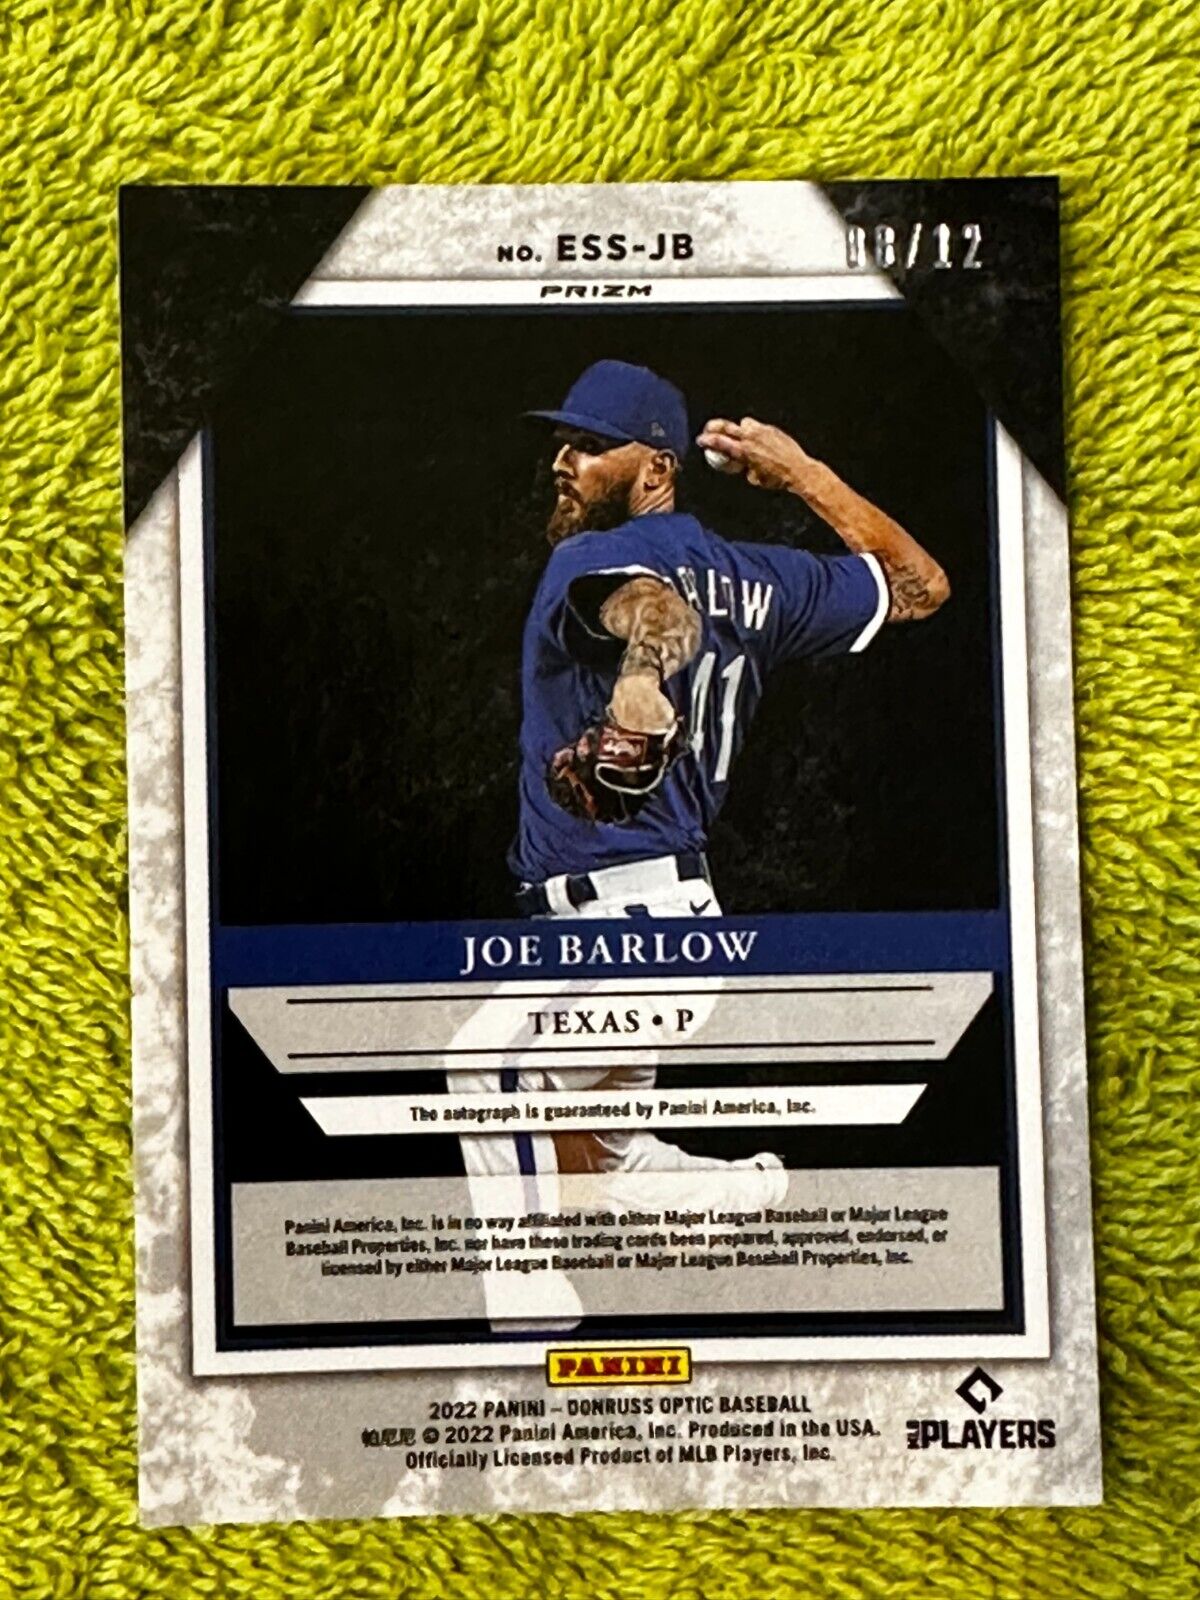 No. ESS-JB
08/12
PRIZM
LOW
41
JOE BARLOW
TEXAS • P
The autograph is guaranteed by Panini America, Inc.
Panini America, Inc. is in no way affiliated with either Major League Baseball or Major League
Baseball Properties, Inc. nor have these trading cards been prepared, approved, endorsed, or
licensed by either Major League Baseball or Major League Baseball Properties, Inc.
PANINI
2022 PANINI – DONRUSS OPTIC BASEBALL
帕尼尼 © 2022 Panini America, Inc. Produced in the USA.
Officially Licensed Product of MLB Players, Inc.
MLB PLAYERS